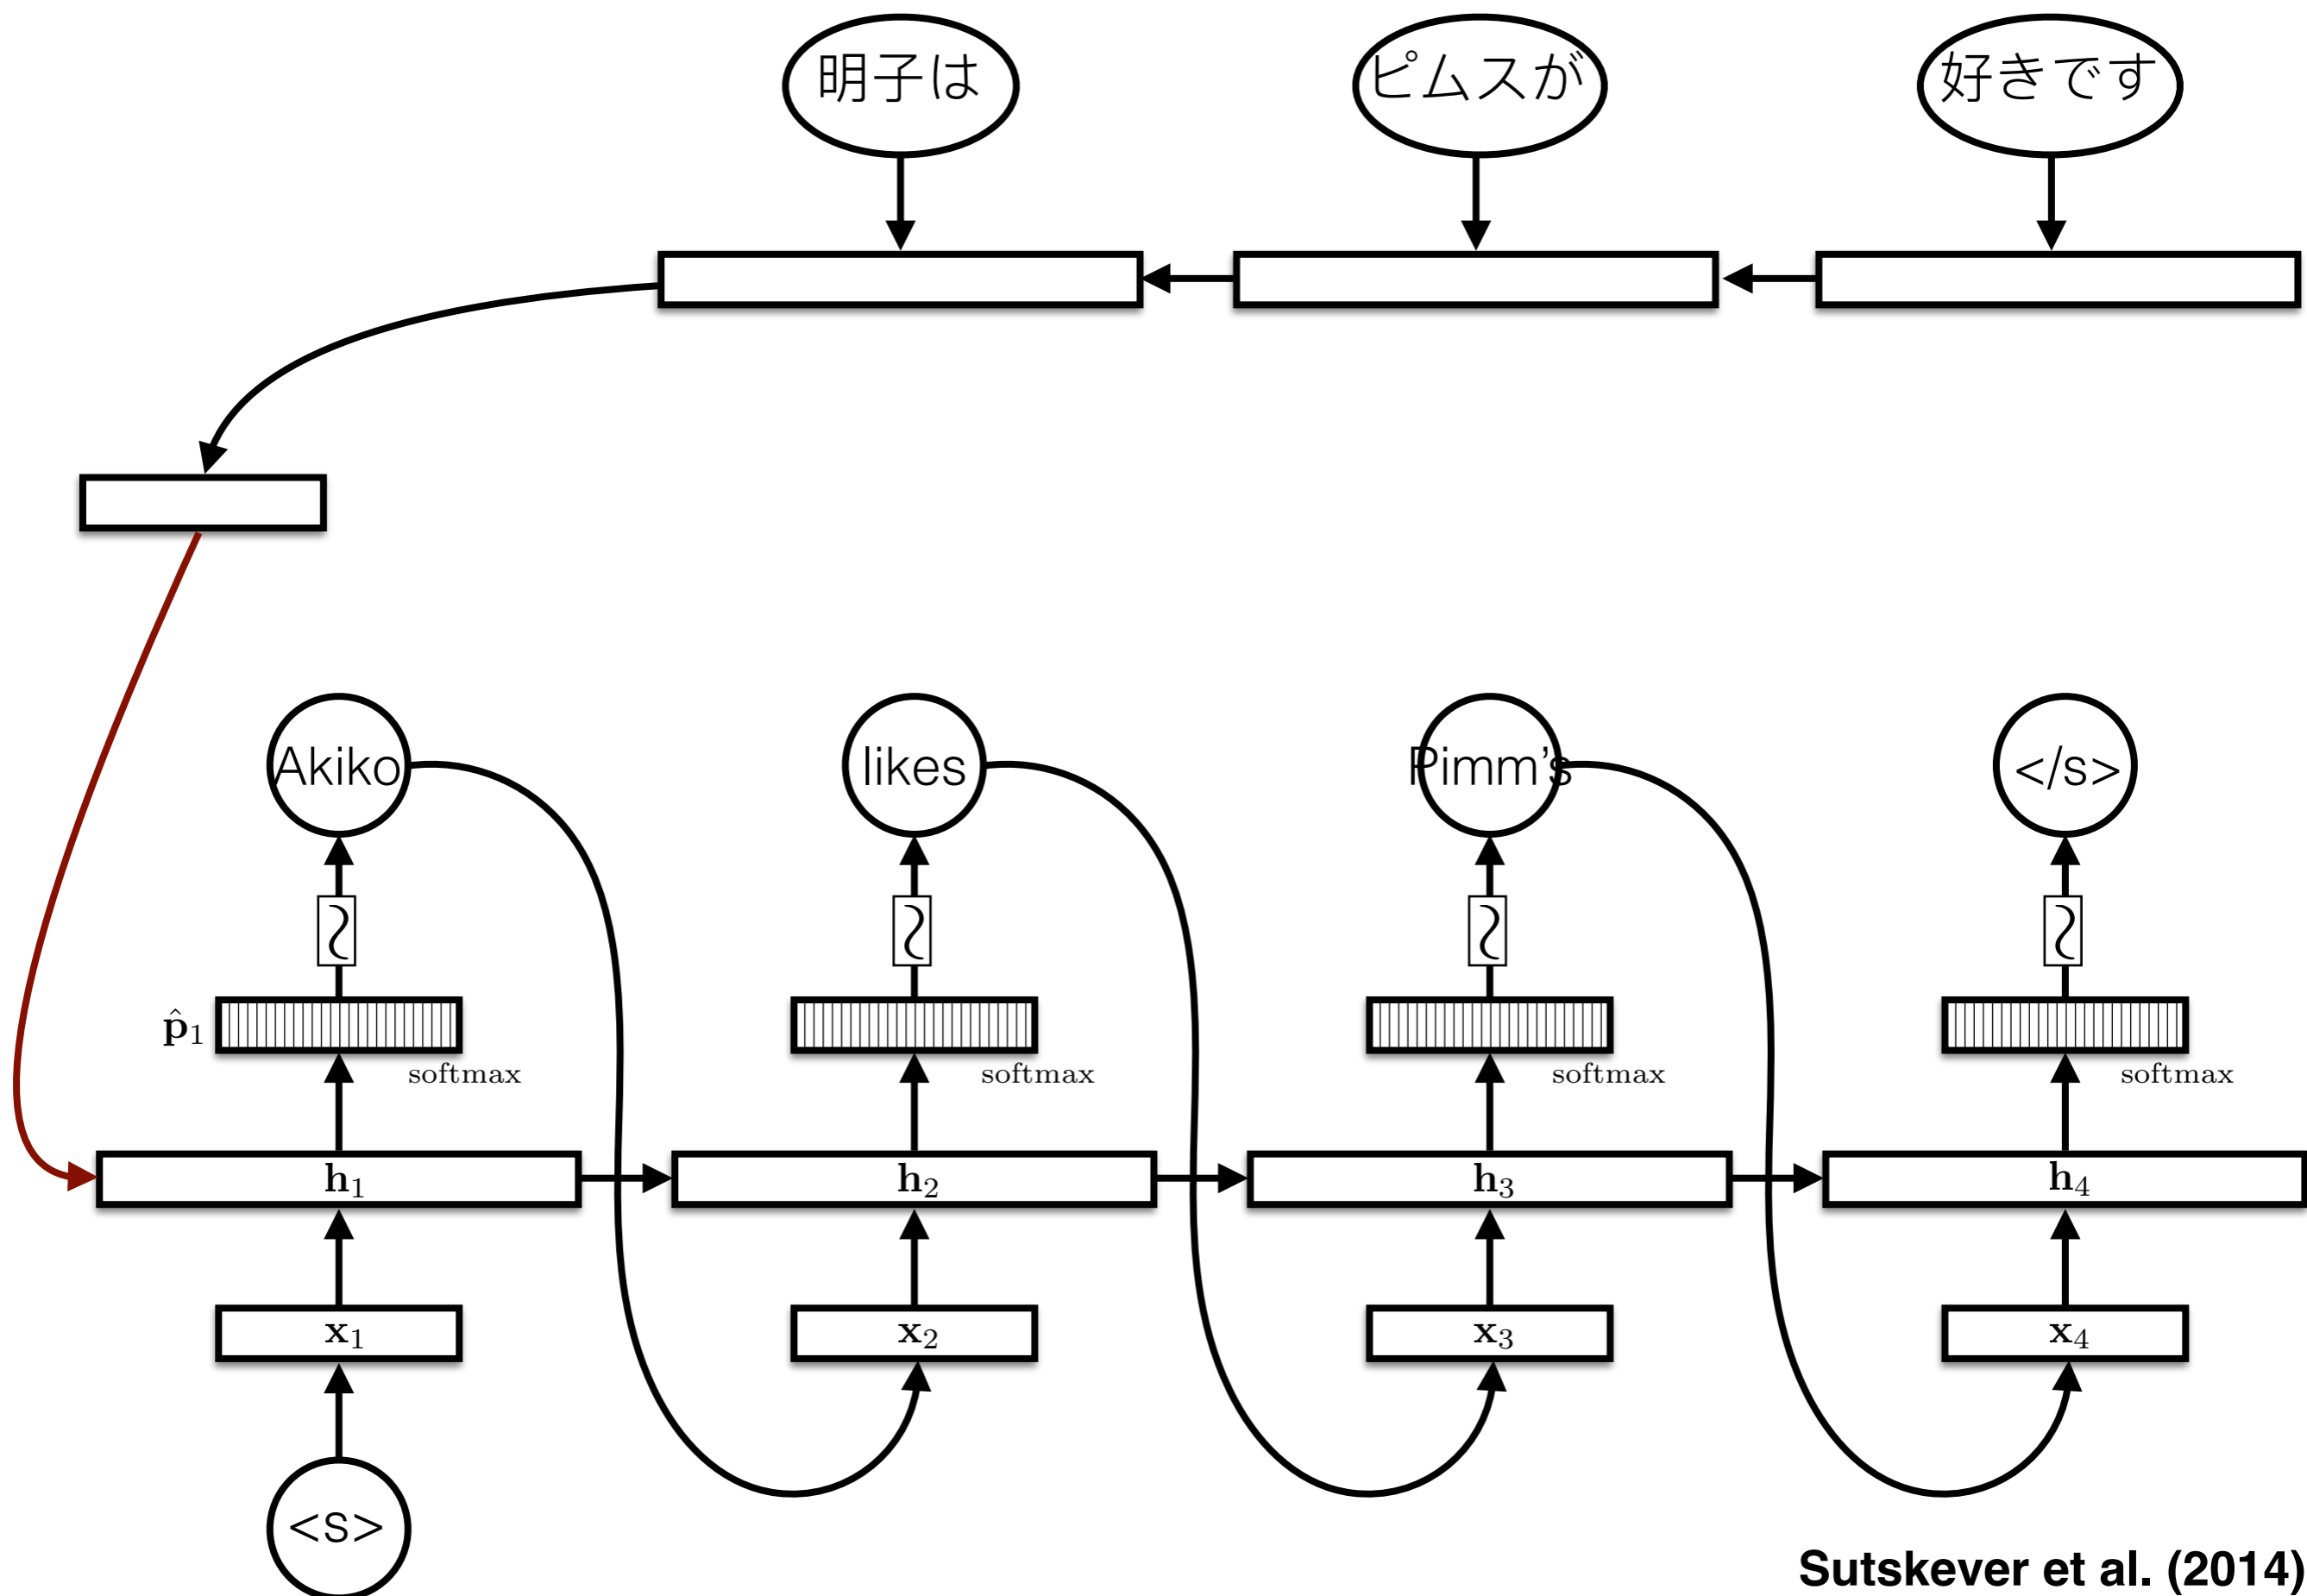 明子は ピムスが 好きです
Akiko likes Pimm's </s>
p̂₁
softmax softmax softmax softmax
h₁ h₂ h₃ h₄
x₁ x₂ x₃ x₄
<s>
Sutskever et al. (2014)